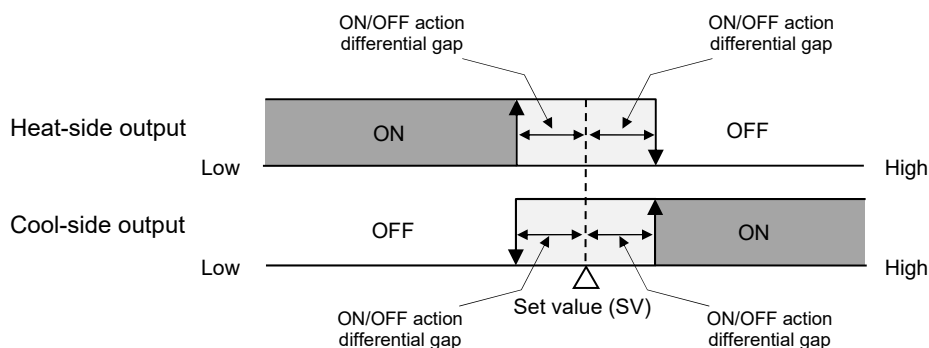 ON/OFF action
differential gap
ON/OFF action
differential gap
Heat-side output
ON
OFF
Low
High
Cool-side output
OFF
ON
Low
High
Set value (SV)
ON/OFF action
differential gap
ON/OFF action
differential gap